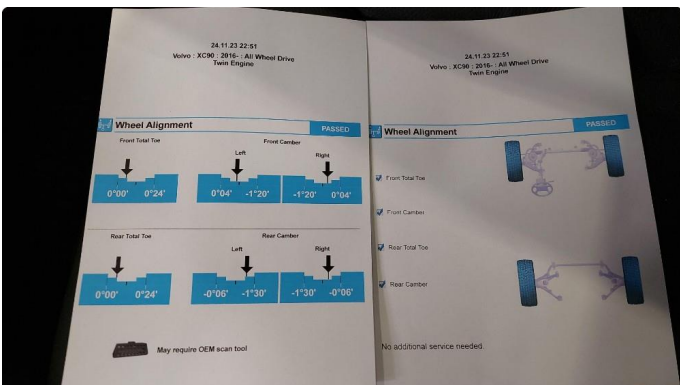 24.11.23 22:51
Volvo : XC90 : 2016- : All Wheel Drive
Twin Engine
Wheel Alignment
PASSED
Front Total Toe
Front Camber
Left
Right
0°00' 0°24'
0°04' -1°20'
-1°20' 0°04'
Rear Total Toe
Rear Camber
Left
Right
0°00' 0°24'
-0°06' -1°30'
-1°30' -0°06'
May require OEM scan tool
24.11.23 22:51
Volvo : XC90 : 2016- : All Wheel Drive
Twin Engine
Wheel Alignment
PASSED
Front Total Toe
Front Camber
Rear Total Toe
Rear Camber
No additional service needed.